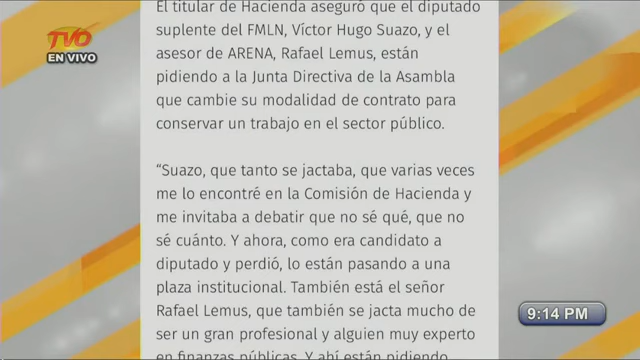 El titular de Hacienda aseguró que el diputado
TVO
suplente del FMLN, Víctor Hugo Suazo, y el
EN VIVO
asesor de ARENA, Rafael Lemus, están
pidiendo a la Junta Directiva de la Asambla
que cambie su modalidad de contrato para
conservar un trabajo en el sector público.
“Suazo, que tanto se jactaba, que varias veces
me lo encontré en la Comisión de Hacienda y
me invitaba a debatir que no sé qué, que no
sé cuánto. Y ahora, como era candidato a
diputado y perdió, lo están pasando a una
plaza institucional. También está el señor
Rafael Lemus, que también se jacta mucho de
9:14 PM
ser un gran profesional y alguien muy experto
en finanzas públicas. Y ahí están pidiendo